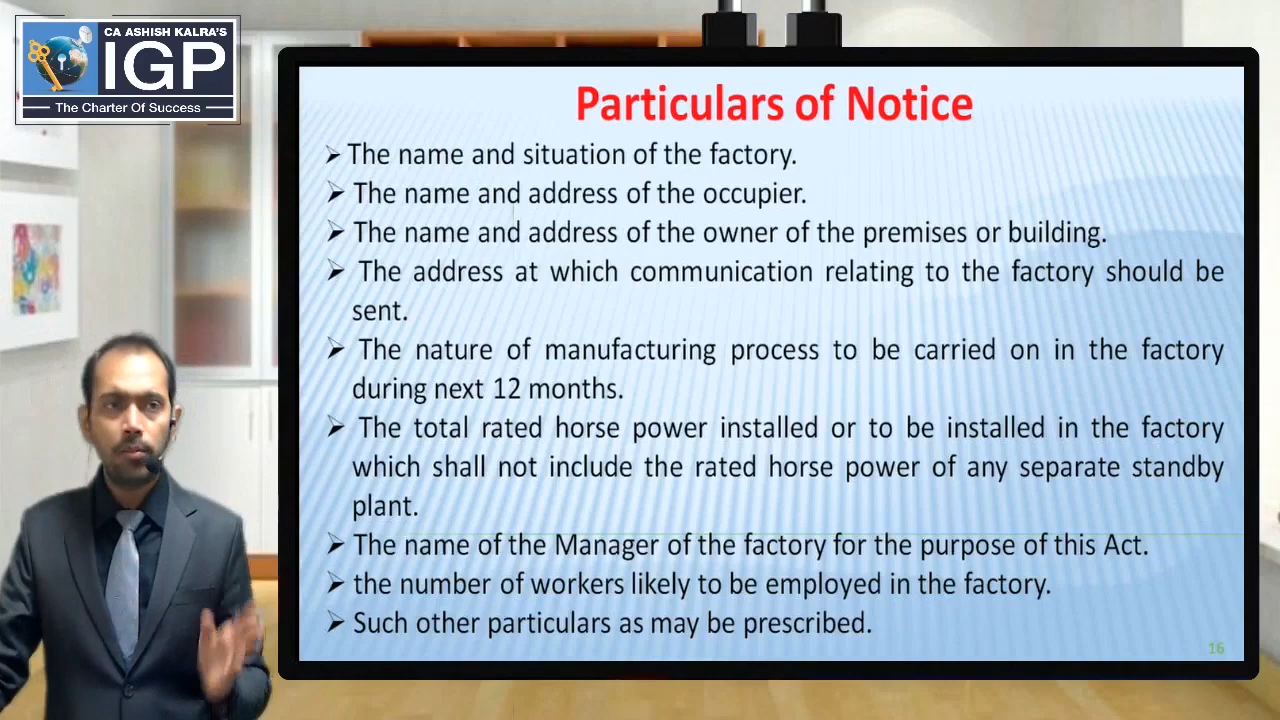 CA ASHISH KALRA'S
IGP
The Charter Of Success
Particulars of Notice
➢ The name and situation of the factory.
➢ The name and address of the occupier.
➢ The name and address of the owner of the premises or building.
➢ The address at which communication relating to the factory should be
sent.
➢ The nature of manufacturing process to be carried on in the factory
during next 12 months.
➢ The total rated horse power installed or to be installed in the factory
which shall not include the rated horse power of any separate standby
plant.
➢ The name of the Manager of the factory for the purpose of this Act.
➢ the number of workers likely to be employed in the factory.
➢ Such other particulars as may be prescribed.
16